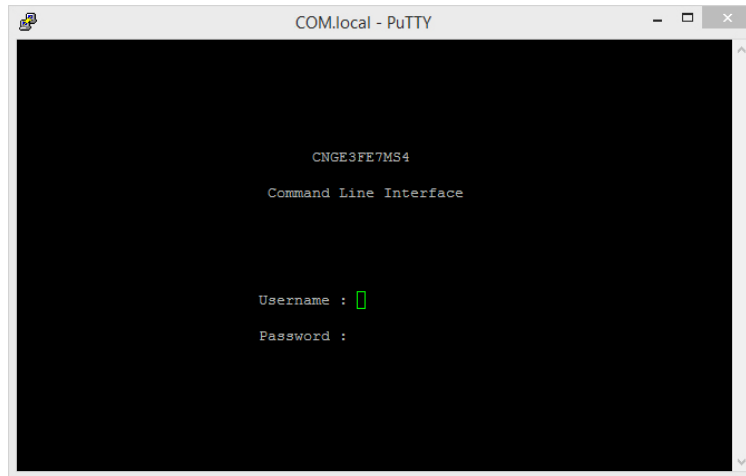 COM.local - PuTTY
CNGE3FE7MS4
Command Line Interface
Username :
Password :